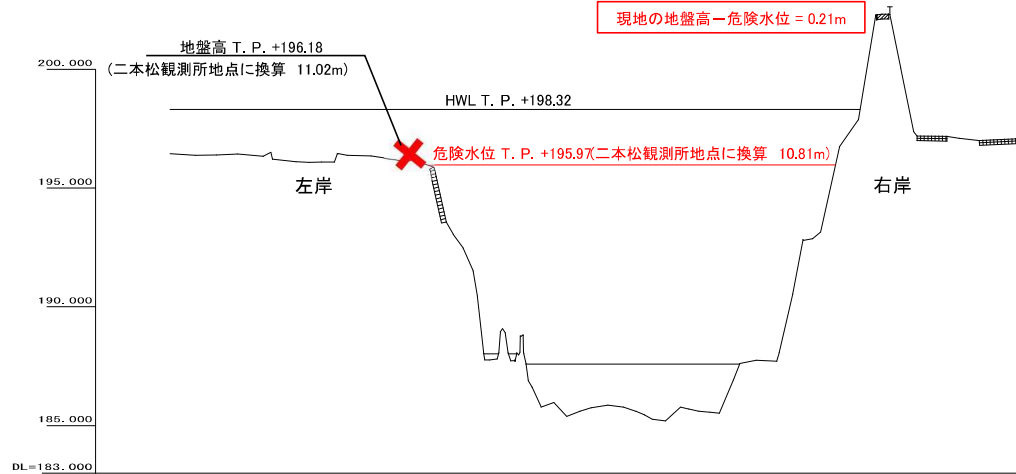 現地の地盤高－危険水位 = 0.21m
地盤高 T. P. +196.18
(二本松観測所地点に換算 11.02m)
200.000
HWL T. P. +198.32
危険水位 T. P. +195.97(二本松観測所地点に換算 10.81m)
195.000
左岸
右岸
190.000
185.000
DL=183.000